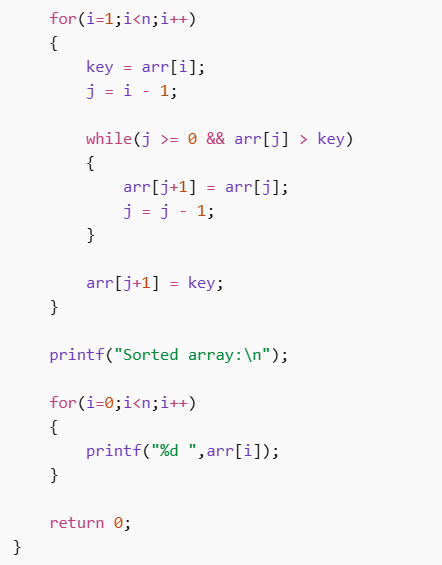 for(i=1;i<n;i++)
{
key = arr[i];
j = i - 1;
while(j >= 0 && arr[j] > key)
{
arr[j+1] = arr[j];
j = j - 1;
}
arr[j+1] = key;
}
printf("Sorted array:\n");
for(i=0;i<n;i++)
{
printf("%d ",arr[i]);
}
return 0;
}